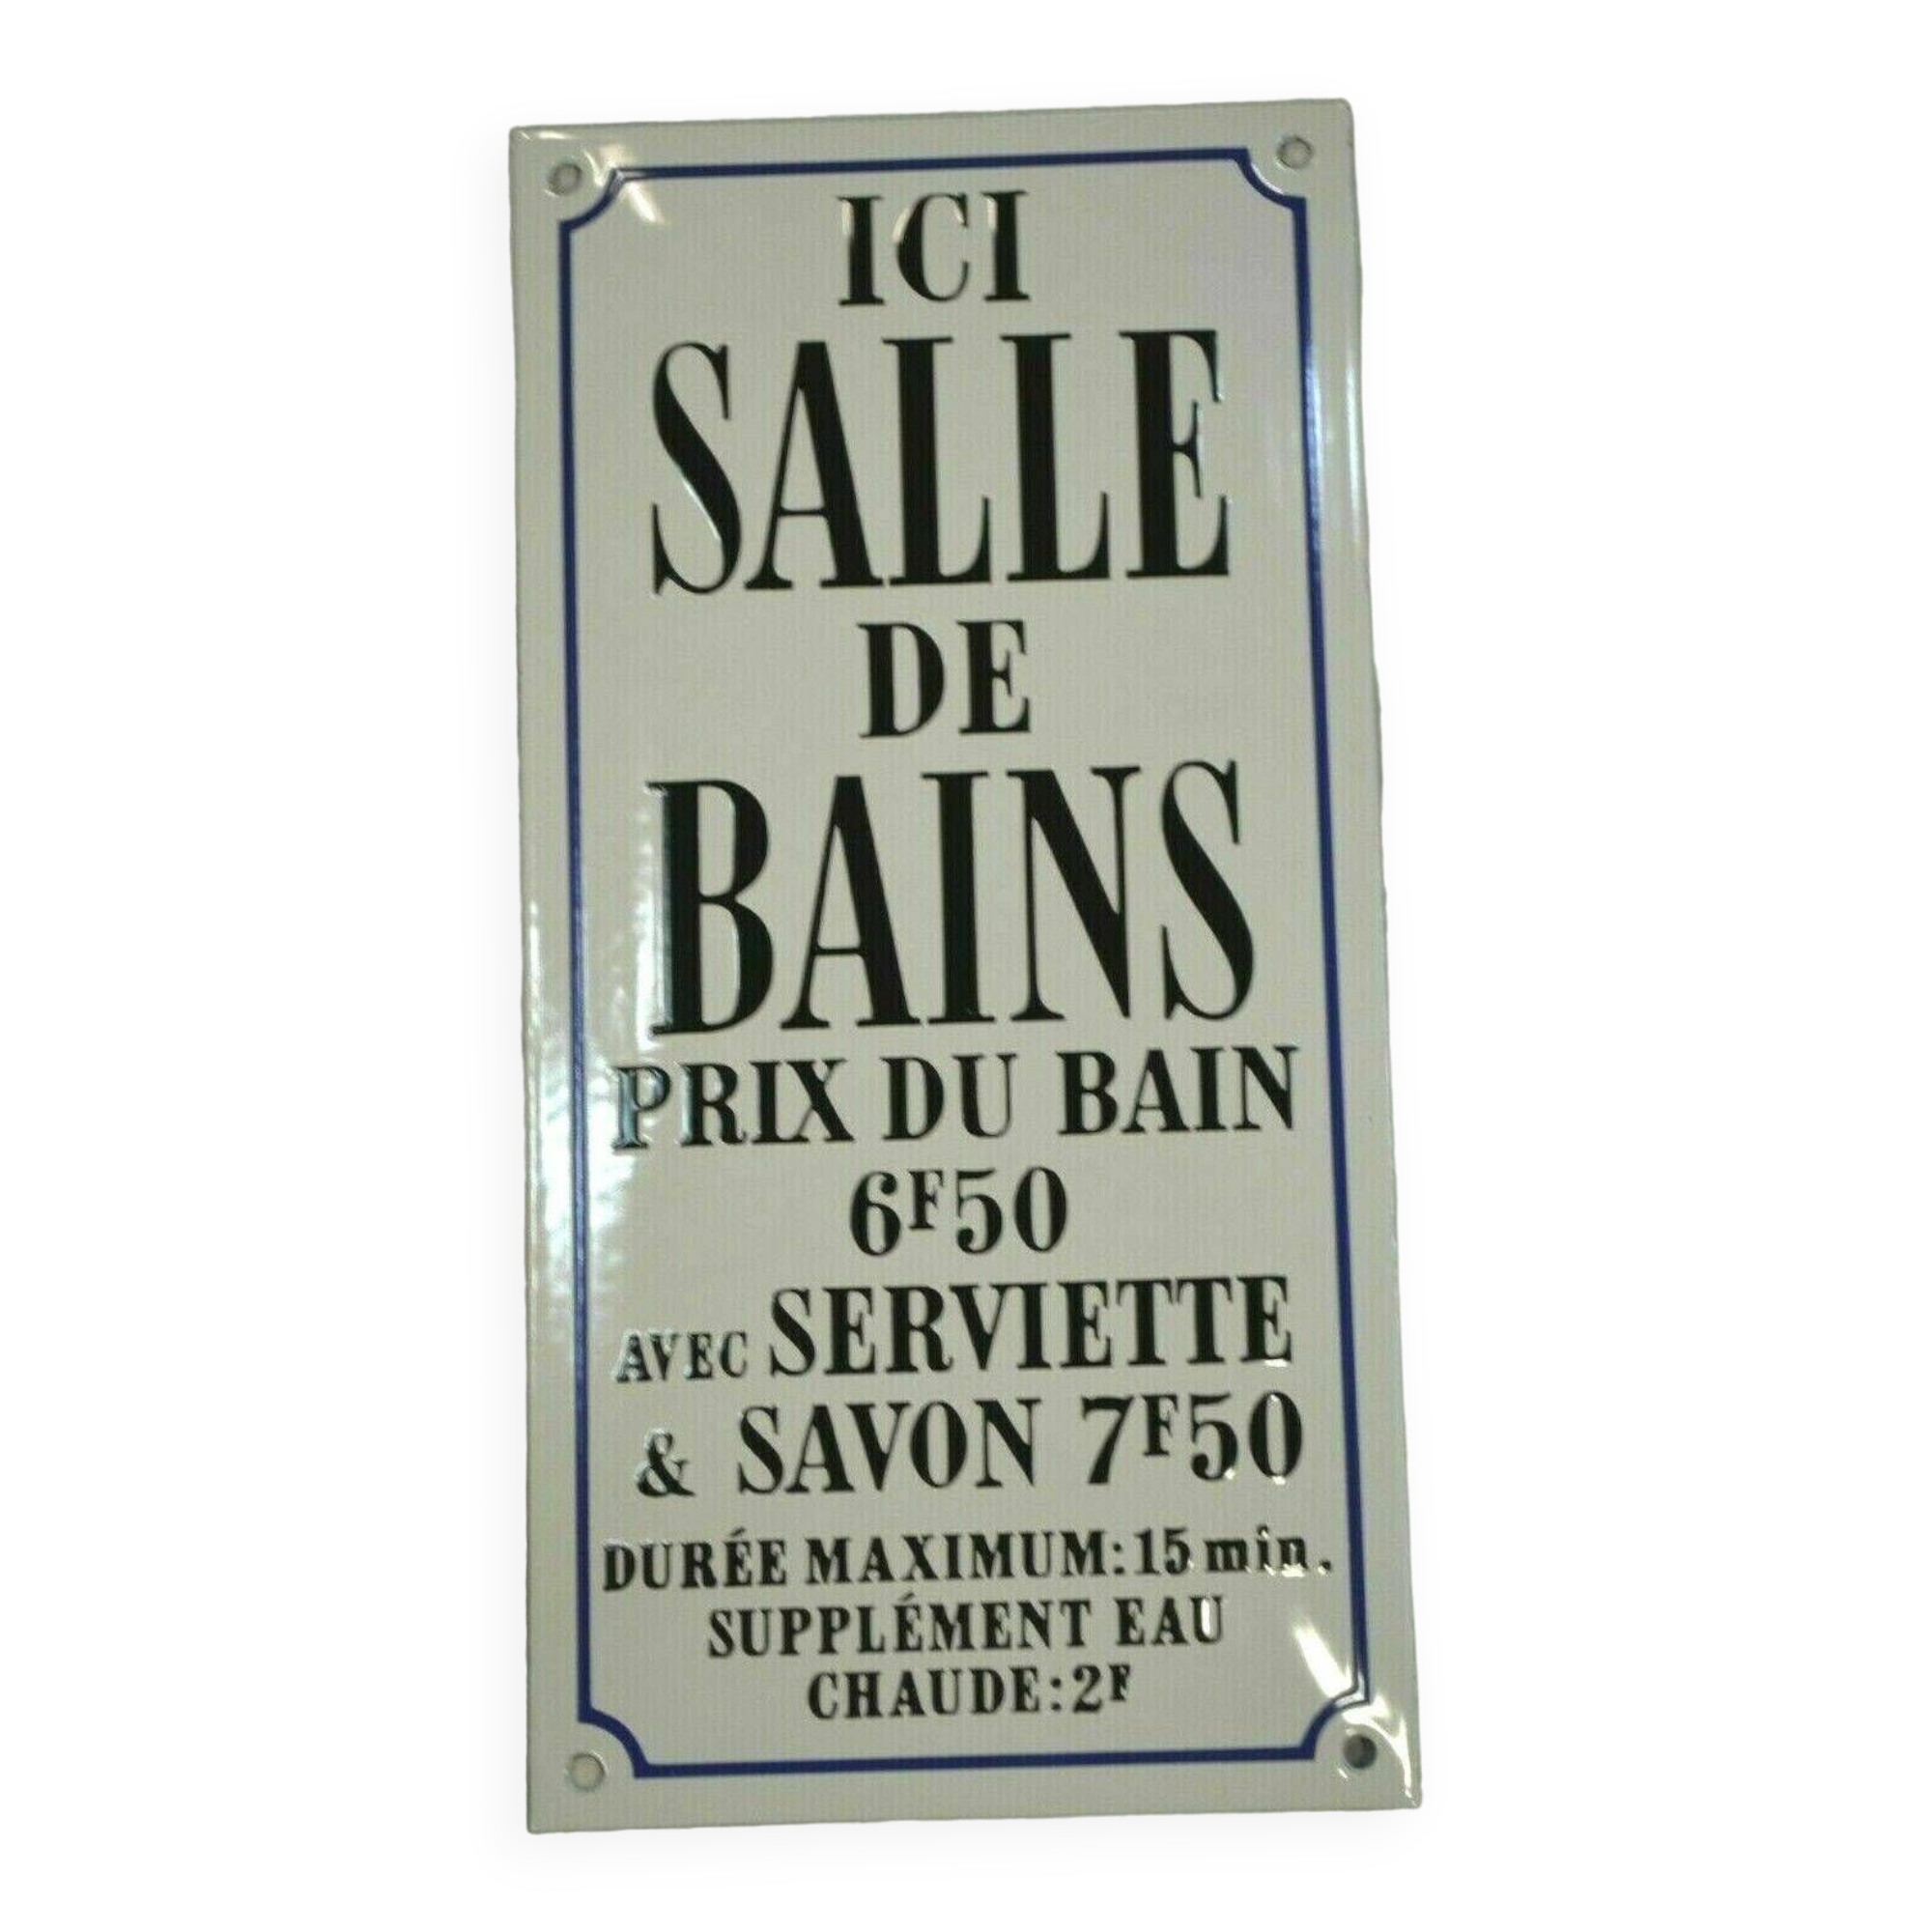 ICI
SALLE
DE
BAINS
PRIX DU BAIN
6F50
AVEC SERVIETTE
& SAVON 7F50
DURÉE MAXIMUM: 15 min.
SUPPLÉMENT EAU
CHAUDE: 2F